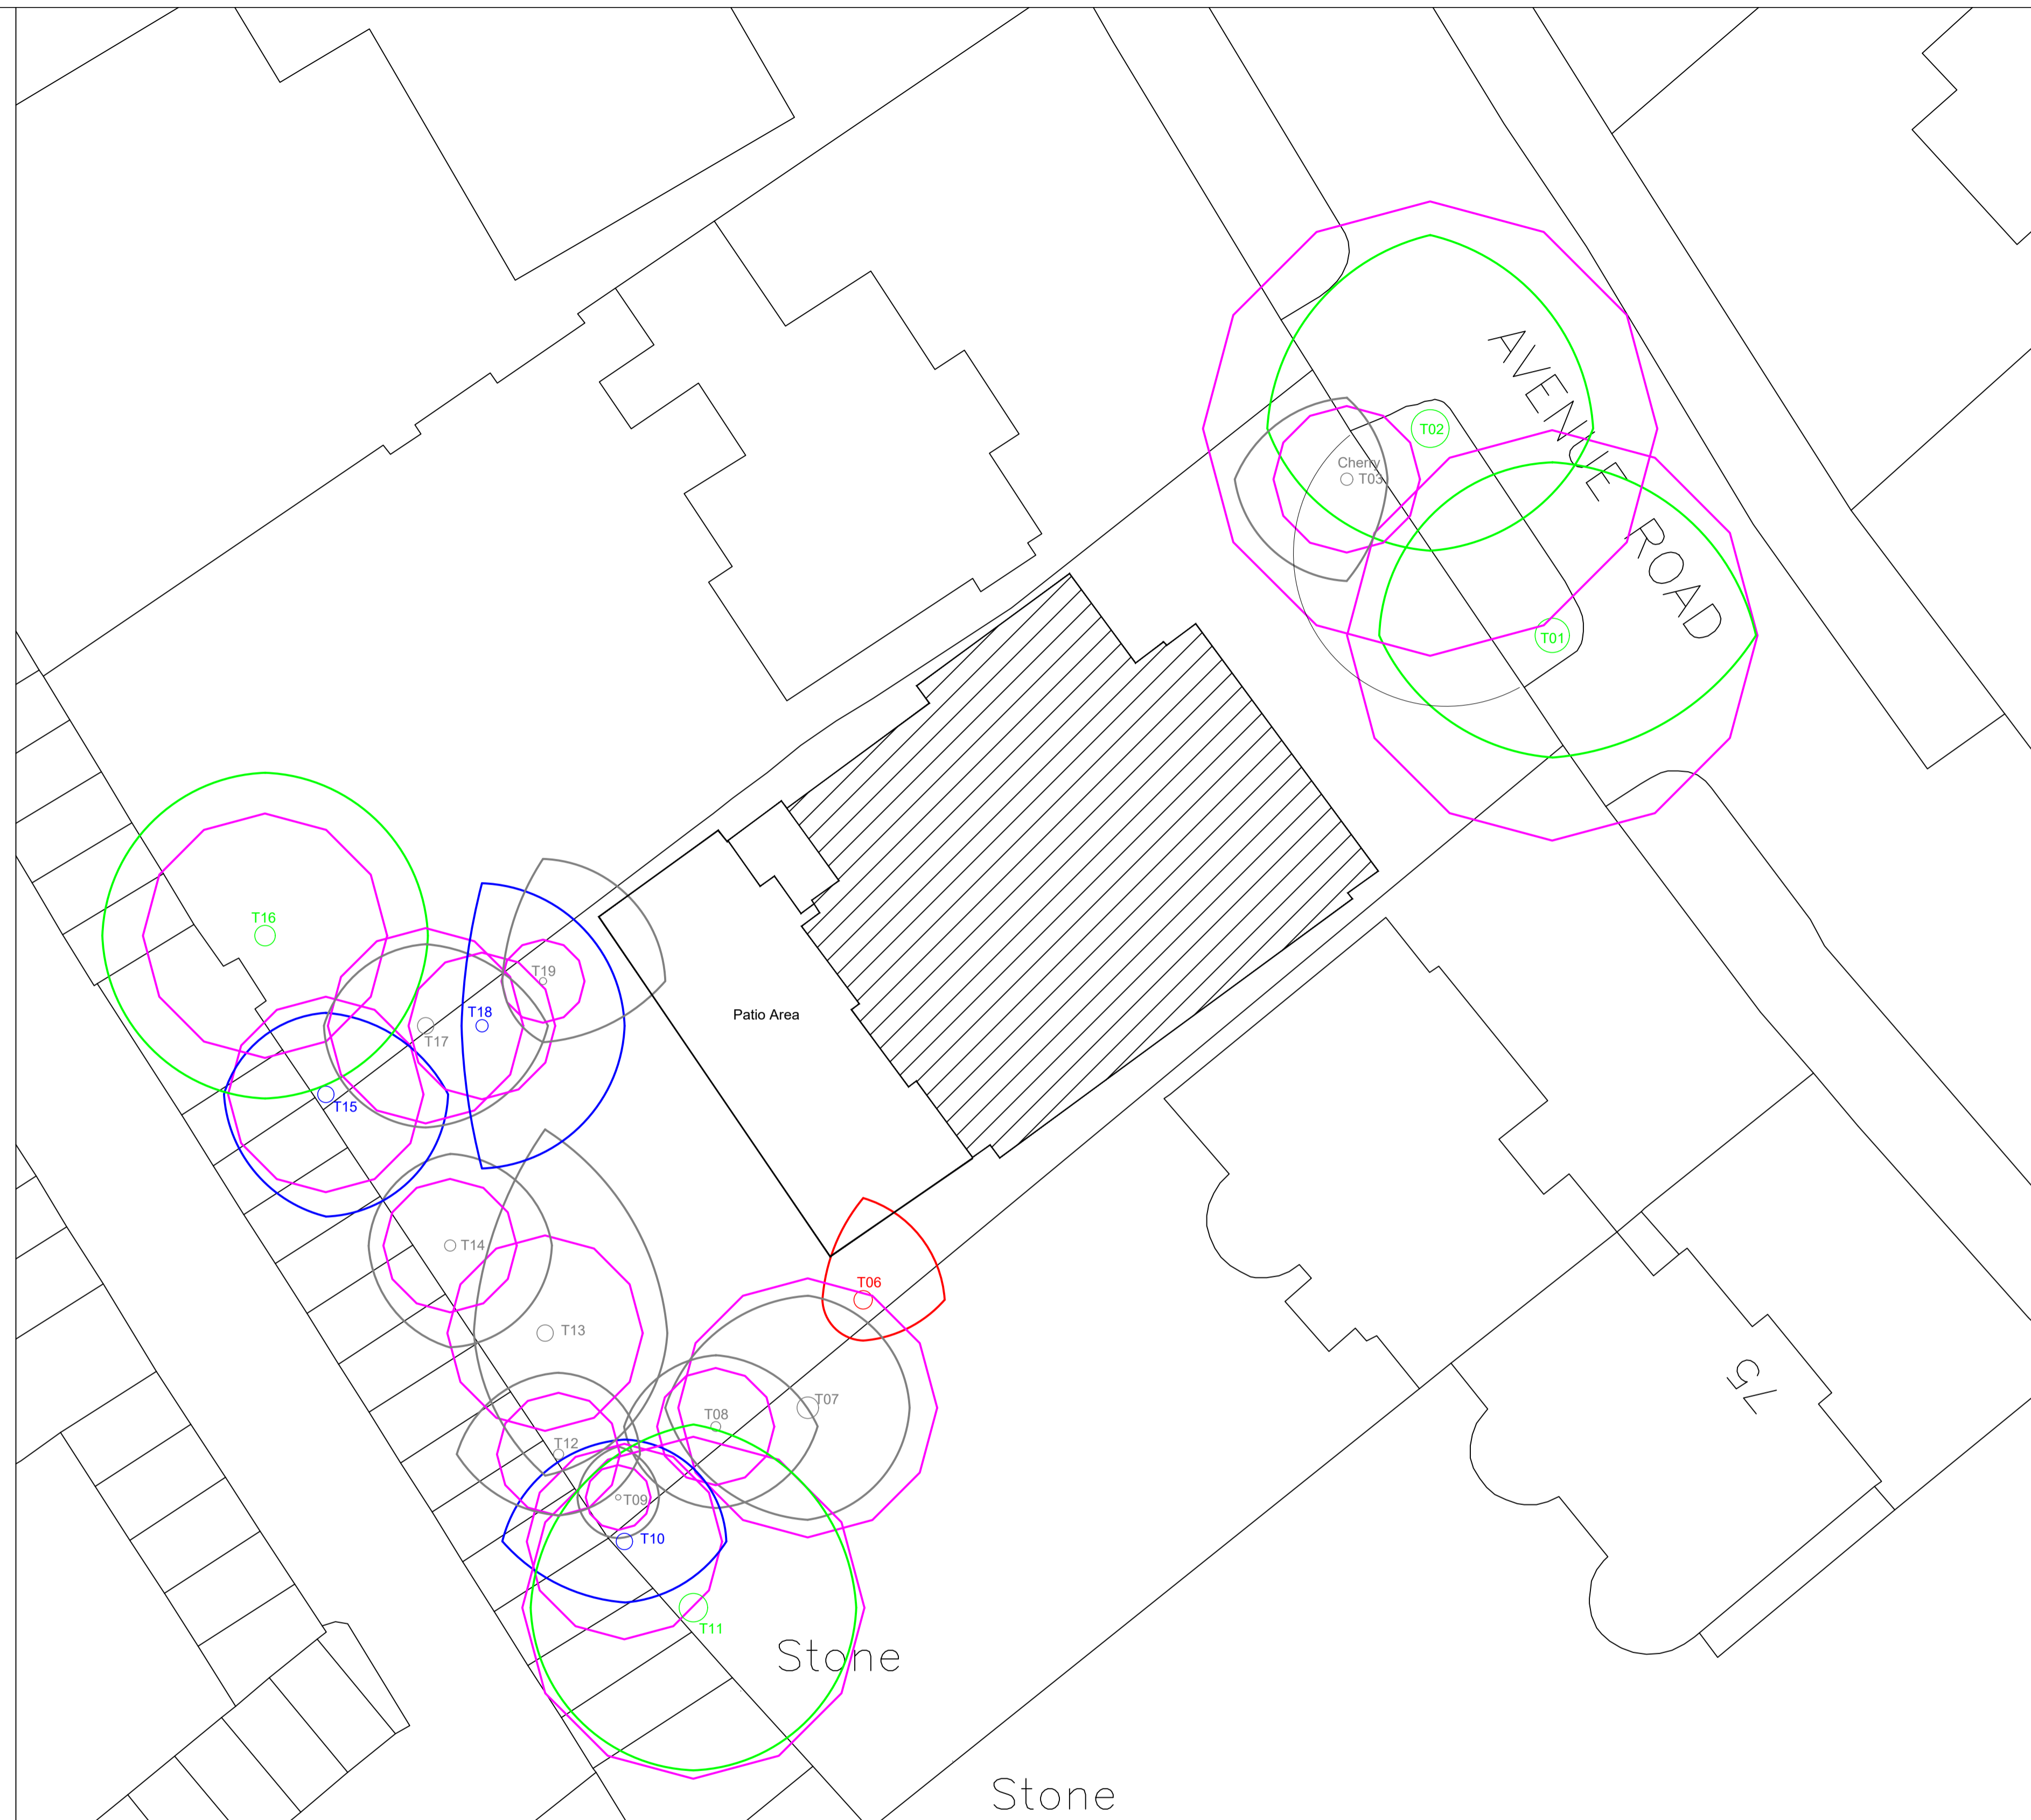 AVENUE ROAD
T02
Cherry
T03
T01
T16
T19
T18
Patio Area
T17
T15
T14
T06
T13
75
T07
T08
T12
T09
T10
T11
Stone
Stone